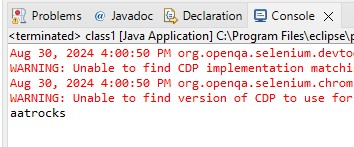 Problems @ Javadoc Declaration Console
<terminated> class1 [Java Application] C:\Program Files\eclipse\p
Aug 30, 2024 4:00:50 PM org.openqa.selenium.devtoo
WARNING: Unable to find CDP implementation matchi
Aug 30, 2024 4:00:50 PM org.openqa.selenium.chrom
WARNING: Unable to find version of CDP to use for
aatrocks